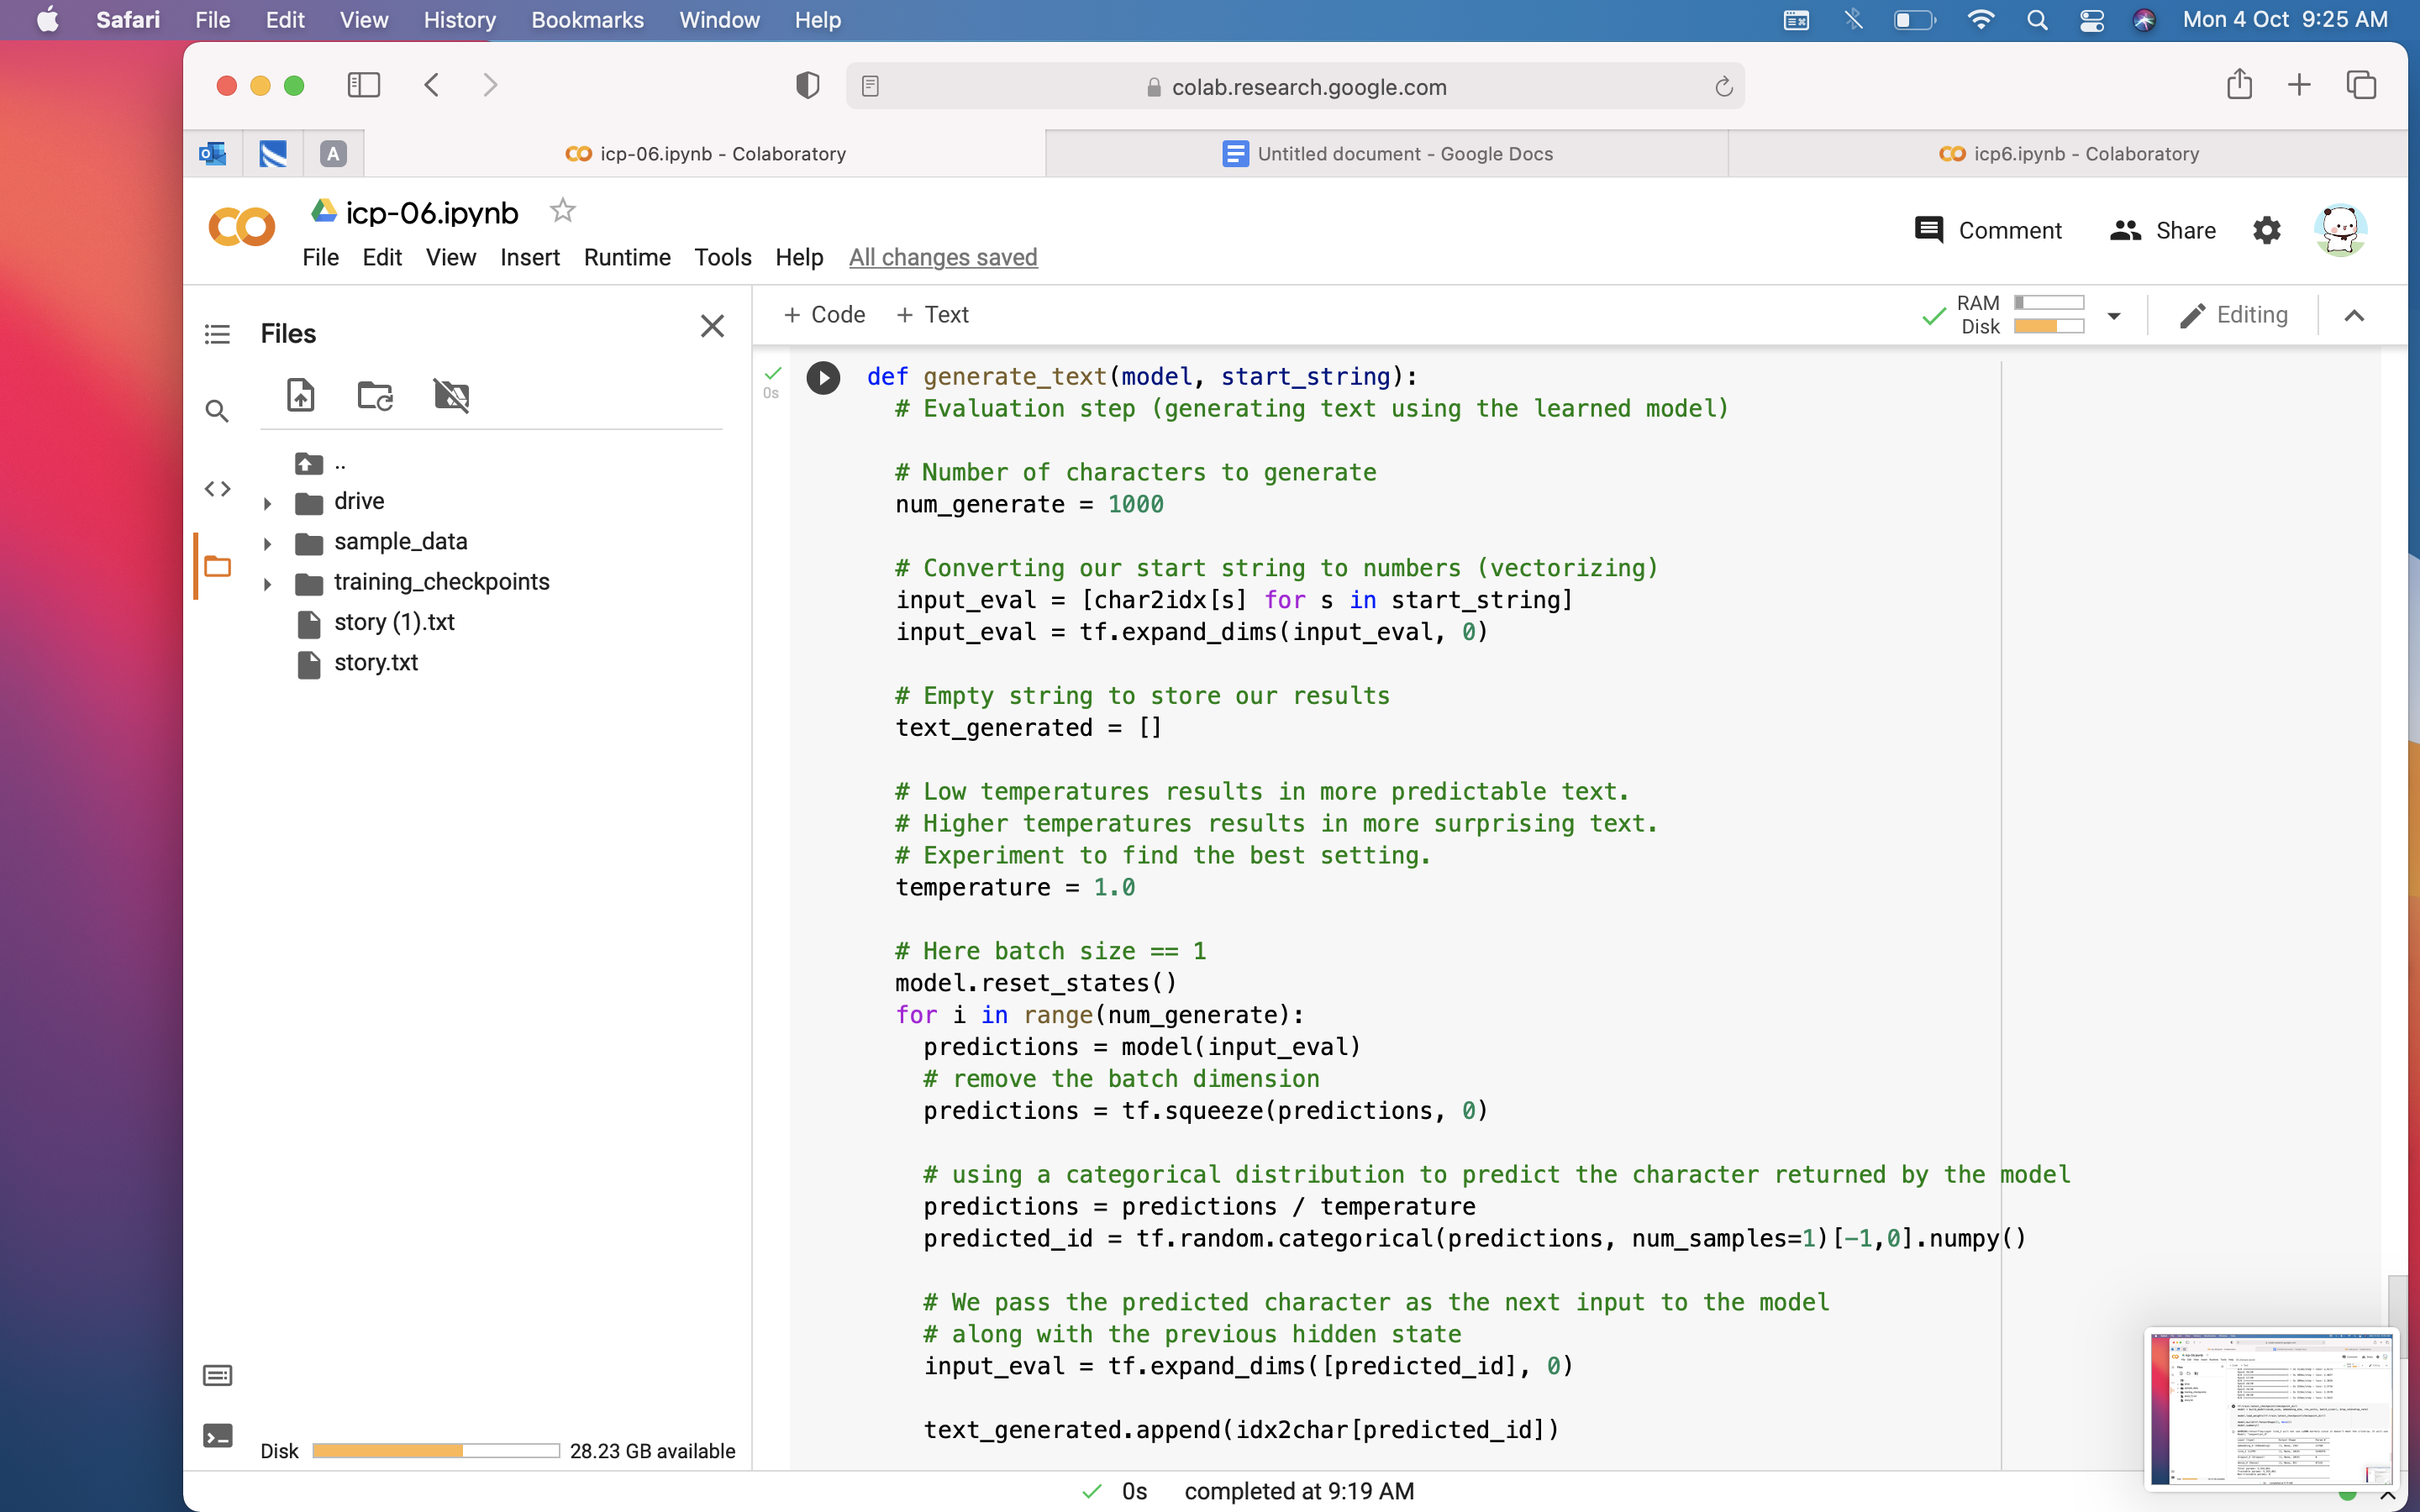 Safari File Edit View History Bookmarks Window Help Mon 4 Oct 9:25 AM
colab.research.google.com
A icp-06.ipynb - Colaboratory Untitled document - Google Docs icp6.ipynb - Colaboratory
icp-06.ipynb
Comment Share
File Edit View Insert Runtime Tools Help All changes saved
Files
+ Code + Text
RAM
Disk
Editing
..
drive
sample_data
training_checkpoints
story (1).txt
story.txt
Disk 28.23 GB available
0s
def generate_text(model, start_string):
# Evaluation step (generating text using the learned model)
# Number of characters to generate
num_generate = 1000
# Converting our start string to numbers (vectorizing)
input_eval = [char2idx[s] for s in start_string]
input_eval = tf.expand_dims(input_eval, 0)
# Empty string to store our results
text_generated = []
# Low temperatures results in more predictable text.
# Higher temperatures results in more surprising text.
# Experiment to find the best setting.
temperature = 1.0
# Here batch size == 1
model.reset_states()
for i in range(num_generate):
predictions = model(input_eval)
# remove the batch dimension
predictions = tf.squeeze(predictions, 0)
# using a categorical distribution to predict the character returned by the model
predictions = predictions / temperature
predicted_id = tf.random.categorical(predictions, num_samples=1)[-1,0].numpy()
# We pass the predicted character as the next input to the model
# along with the previous hidden state
input_eval = tf.expand_dims([predicted_id], 0)
text_generated.append(idx2char[predicted_id])
0s completed at 9:19 AM